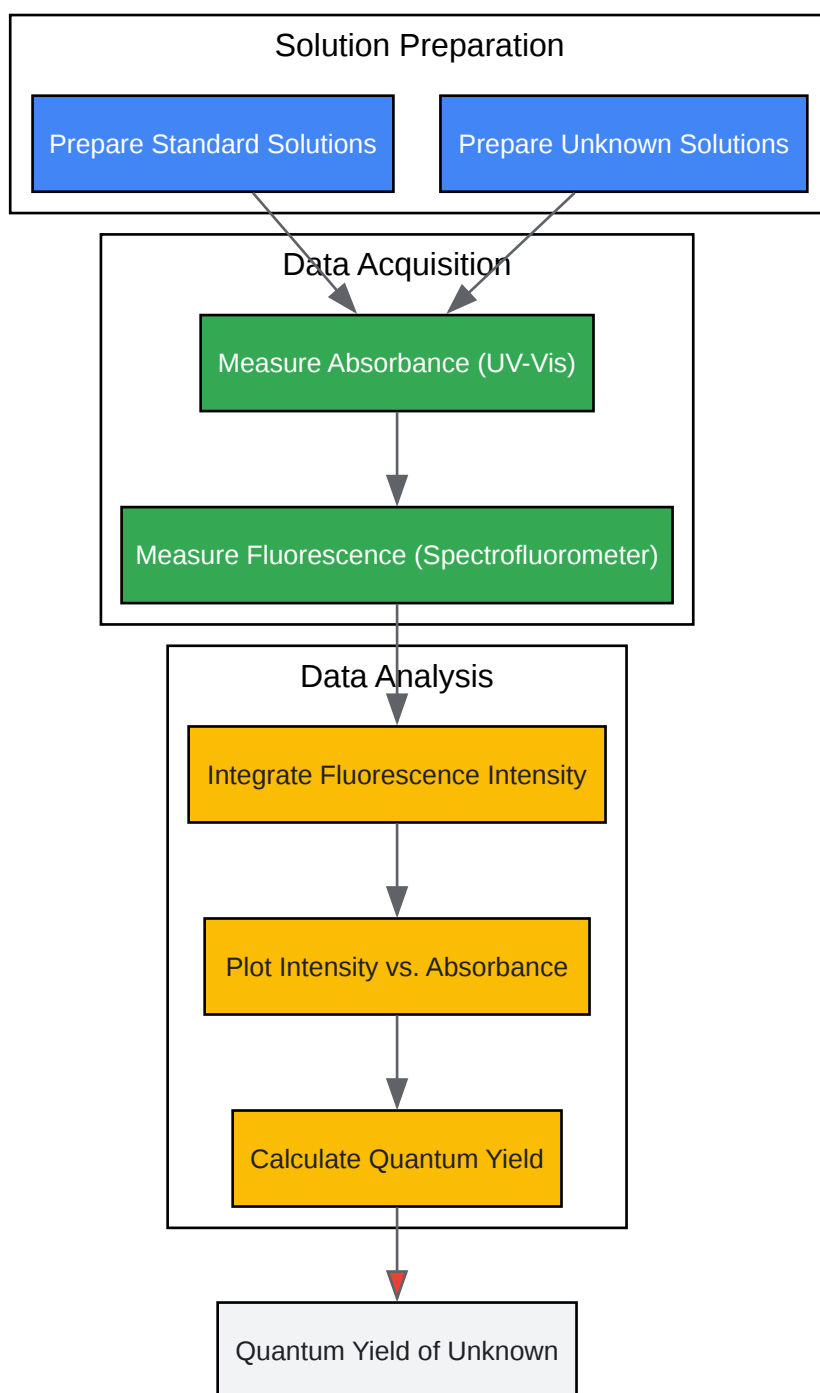 Solution Preparation
Prepare Standard Solutions
Prepare Unknown Solutions
Data Acquisition
Measure Absorbance (UV-Vis)
Measure Fluorescence (Spectrofluorometer)
Data Analysis
Integrate Fluorescence Intensity
Plot Intensity vs. Absorbance
Calculate Quantum Yield
Quantum Yield of Unknown